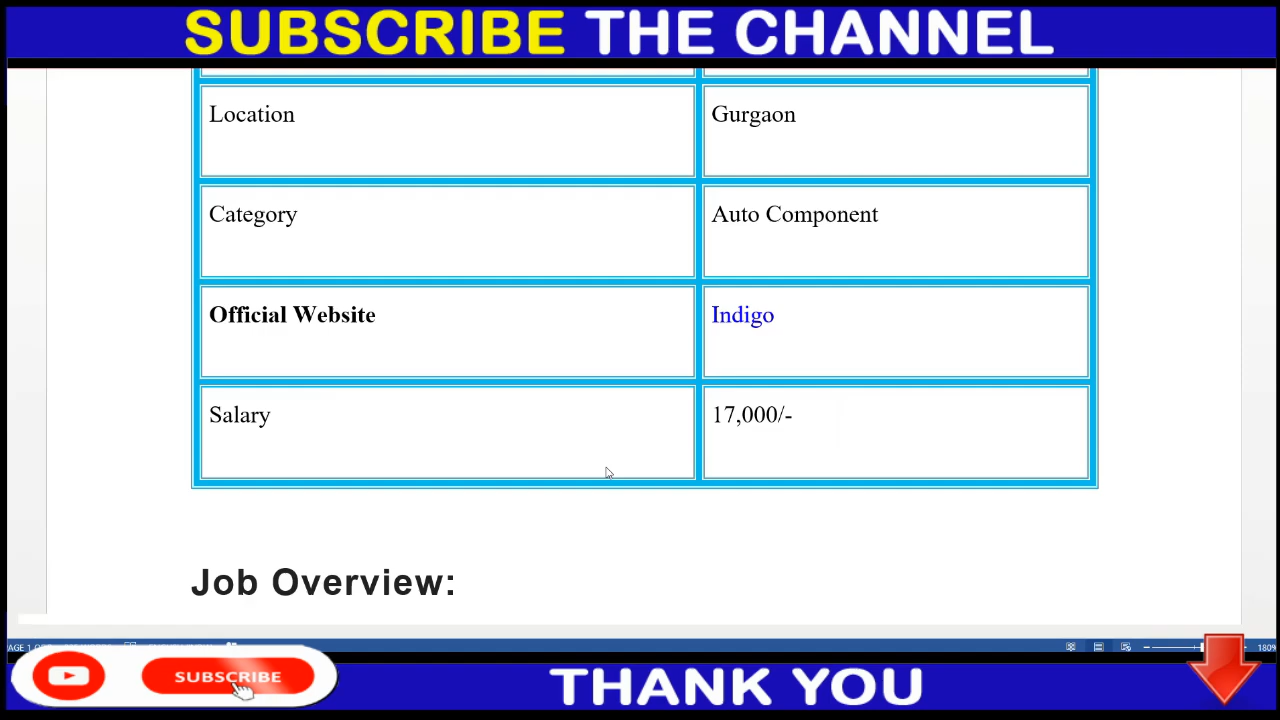 SUBSCRIBE THE CHANNEL
Location Gurgaon
Category Auto Component
Official Website Indigo
Salary 17,000/-
Job Overview:
180%
SUBSCRIBE
THANK YOU